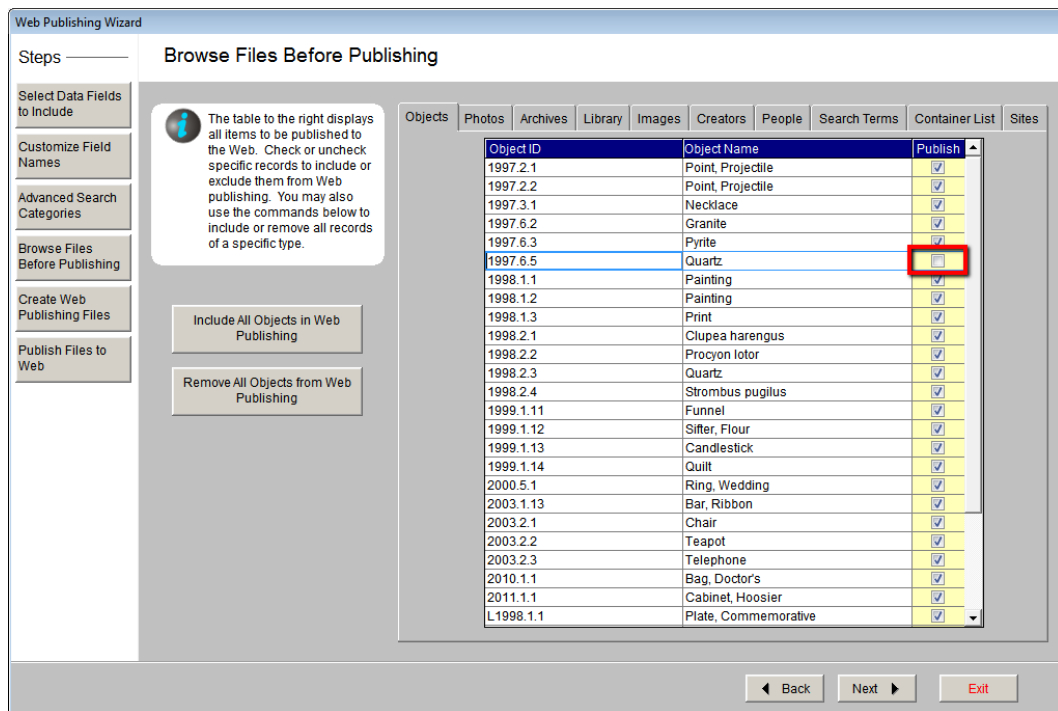 Web Publishing Wizard
Steps
Browse Files Before Publishing
Select Data Fields
to Include
Customize Field
Names
Advanced Search
Categories
Browse Files
Before Publishing
Create Web
Publishing Files
Publish Files to
Web
The table to the right displays
all items to be published to
the Web. Check or uncheck
specific records to include or
exclude them from Web
publishing. You may also
use the commands below to
include or remove all records
of a specific type.
Include All Objects in Web
Publishing
Remove All Objects from Web
Publishing
Objects Photos Archives Library Images Creators People Search Terms Container List Sites
Object ID Object Name Publish
1997.2.1 Point, Projectile
1997.2.2 Point, Projectile
1997.3.1 Necklace
1997.6.2 Granite
1997.6.3 Pyrite
1997.6.5 Quartz
1998.1.1 Painting
1998.1.2 Painting
1998.1.3 Print
1998.2.1 Clupea harengus
1998.2.2 Procyon lotor
1998.2.3 Quartz
1998.2.4 Strombus pugilus
1999.1.11 Funnel
1999.1.12 Sifter, Flour
1999.1.13 Candlestick
1999.1.14 Quilt
2000.5.1 Ring, Wedding
2003.1.13 Bar, Ribbon
2003.2.1 Chair
2003.2.2 Teapot
2003.2.3 Telephone
2010.1.1 Bag, Doctor's
2011.1.1 Cabinet, Hoosier
L1998.1.1 Plate, Commemorative
Back Next Exit